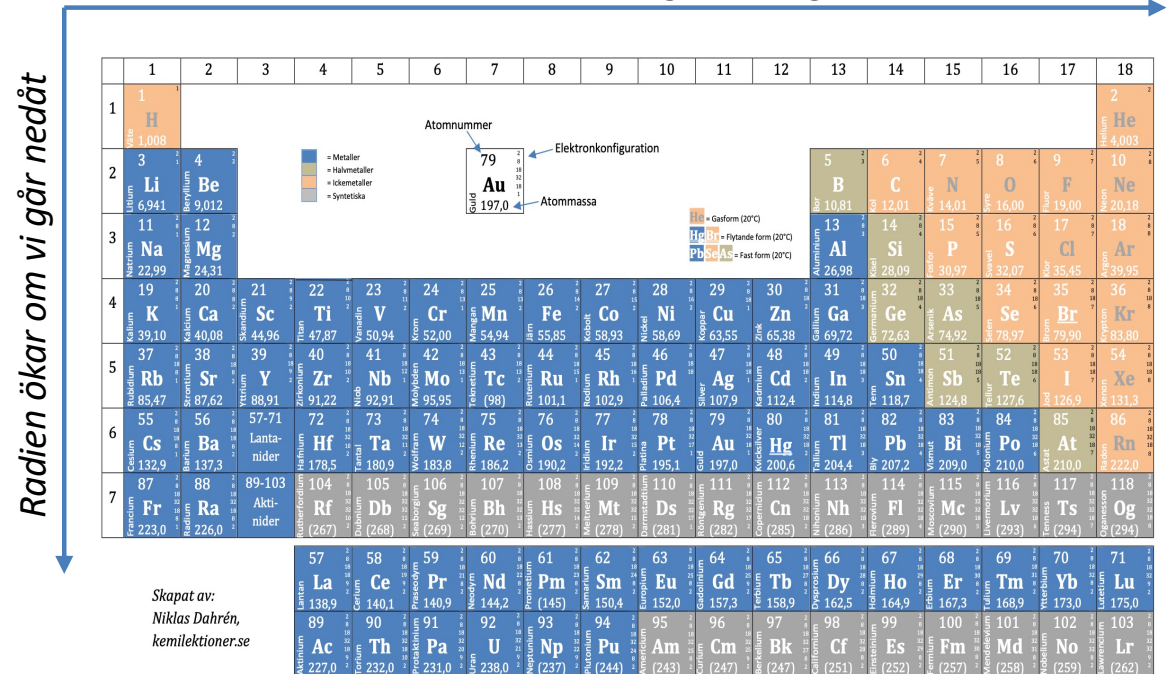 Radien ökar om vi går nedåt
1 2 3 4 5 6 7 8 9 10 11 12 13 14 15 16 17 18
Atomnummer
Elektronkonfiguration
Atommassa
79
Au
Guld
197,0
= Metaller
= Halvmetaller
= Ickemetaller
= Syntetiska
He = Gasform (20°C)
Hg Br = Flytande form (20°C)
Pb Se As = Fast form (20°C)
1
1 H Väte 1,008
2 He Helium 4,003
2
3 Li Litium 6,941
4 Be Beryllium 9,012
5 B Bor 10,81
6 C Kol 12,01
7 N Kväve 14,01
8 O Syre 16,00
9 F Fluor 19,00
10 Ne Neon 20,18
3
11 Na Natrium 22,99
12 Mg Magnesium 24,31
13 Al Aluminium 26,98
14 Si Kisel 28,09
15 P Fosfor 30,97
16 S Svavel 32,07
17 Cl Klor 35,45
18 Ar Argon 39,95
4
19 K Kalium 39,10
20 Ca Kalcium 40,08
21 Sc Skandium 44,96
22 Ti Titan 47,87
23 V Vanadin 50,94
24 Cr Krom 52,00
25 Mn Mangan 54,94
26 Fe Järn 55,85
27 Co Kobolt 58,93
28 Ni Nickel 58,69
29 Cu Koppar 63,55
30 Zn Zink 65,38
31 Ga Gallium 69,72
32 Ge Germanium 72,63
33 As Arsenik 74,92
34 Se Selen 78,97
35 Br Brom 79,90
36 Kr Krypton 83,80
5
37 Rb Rubidium 85,47
38 Sr Strontium 87,62
39 Y Yttrium 88,91
40 Zr Zirkonium 91,22
41 Nb Niob 92,91
42 Mo Molybden 95,95
43 Tc Teknetium (98)
44 Ru Rutenium 101,1
45 Rh Rodium 102,9
46 Pd Palladium 106,4
47 Ag Silver 107,9
48 Cd Kadmium 112,4
49 In Indium 114,8
50 Sn Tenn 118,7
51 Sb Antimon 124,8
52 Te Tellur 127,6
53 I Jod 126,9
54 Xe Xenon 131,3
6
55 Cs Cesium 132,9
56 Ba Barium 137,3
57-71 Lanta-nider
72 Hf Hafnium 178,5
73 Ta Tantal 180,9
74 W Wolfram 183,8
75 Re Rhenium 186,2
76 Os Osmium 190,2
77 Ir Iridium 192,2
78 Pt Platina 195,1
79 Au Guld 197,0
80 Hg Kvicksilver 200,6
81 Tl Tallium 204,4
82 Pb Bly 207,2
83 Bi Vismut 209,0
84 Po Polonium 210,0
85 At Astat 210,0
86 Rn Radon 222,0
7
87 Fr Francium 223,0
88 Ra Radium 226,0
89-103 Akti-nider
104 Rf Rutherfordium (267)
105 Db Dubnium (268)
106 Sg Seaborgium (269)
107 Bh Bohrium (270)
108 Hs Hassium (277)
109 Mt Meitnerium (278)
110 Ds Darmstadtium (281)
111 Rg Röntgenium (282)
112 Cn Copernicium (285)
113 Nh Nihonium (286)
114 Fl Flerovium (289)
115 Mc Moscovium (290)
116 Lv Livermorium (293)
117 Ts Tenness (294)
118 Og Oganesson (294)
57 La Lantan 138,9
58 Ce Cerium 140,1
59 Pr Praseodym 140,9
60 Nd Neodym 144,2
61 Pm Prometium (145)
62 Sm Samarium 150,4
63 Eu Europium 152,0
64 Gd Gadolinium 157,3
65 Tb Terbium 158,9
66 Dy Dysprosium 162,5
67 Ho Holmium 164,9
68 Er Erbium 167,3
69 Tm Tulium 168,9
70 Yb Ytterbium 173,0
71 Lu Lutetium 175,0
89 Ac Aktinium 227,0
90 Th Torium 232,0
91 Pa Protaktinium 231,0
92 U Uran 238,0
93 Np Neptunium (237)
94 Pu Plutonium (244)
95 Am Americium (243)
96 Cm Curium (247)
97 Bk Berkelium (247)
98 Cf Californium (251)
99 Es Einsteinium (252)
100 Fm Fermium (257)
101 Md Mendelevium (258)
102 No Nobelium (259)
103 Lr Lawrencium (262)
Skapat av:
Niklas Dahrén,
kemilektioner.se